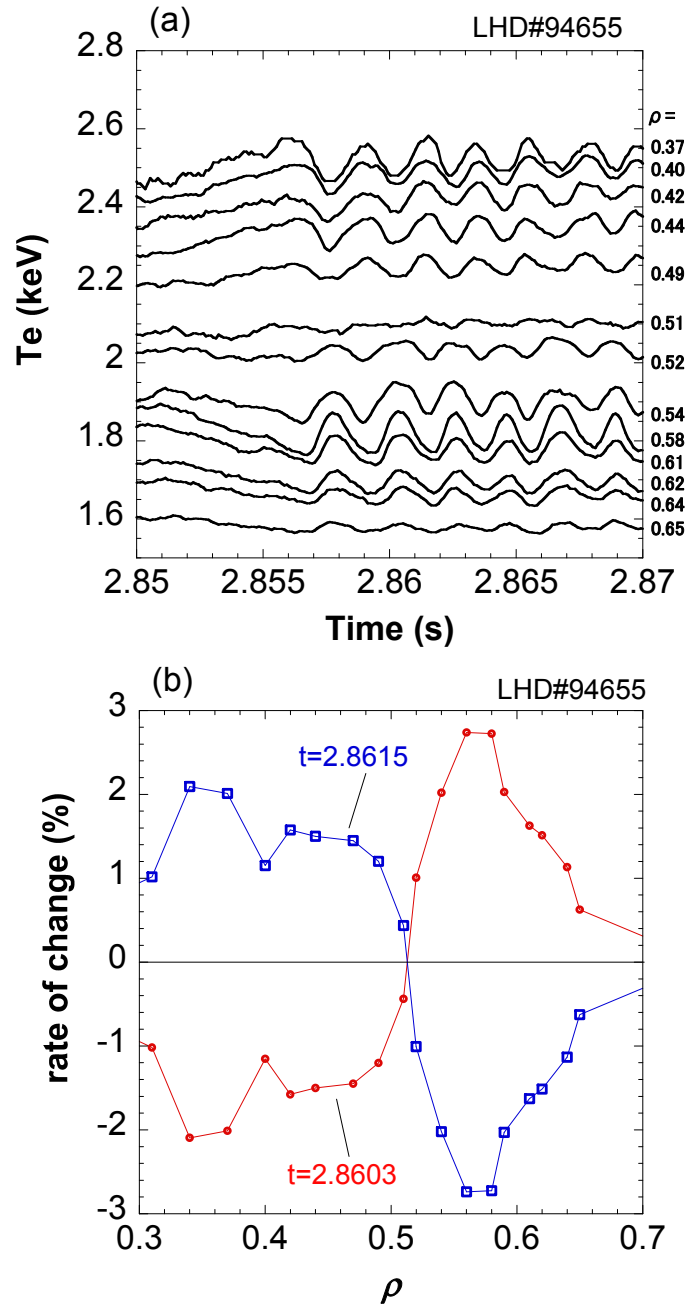 (a)
LHD#94655
2.8
2.6
2.4
2.2
2
1.8
1.6
Te (keV)
ρ =
0.37
0.40
0.42
0.44
0.49
0.51
0.52
0.54
0.58
0.61
0.62
0.64
0.65
2.85 2.855 2.86 2.865 2.87
Time (s)
(b)
LHD#94655
3
2
1
0
-1
-2
-3
rate of change (%)
t=2.8615
t=2.8603
0.3 0.4 0.5 0.6 0.7
ρ